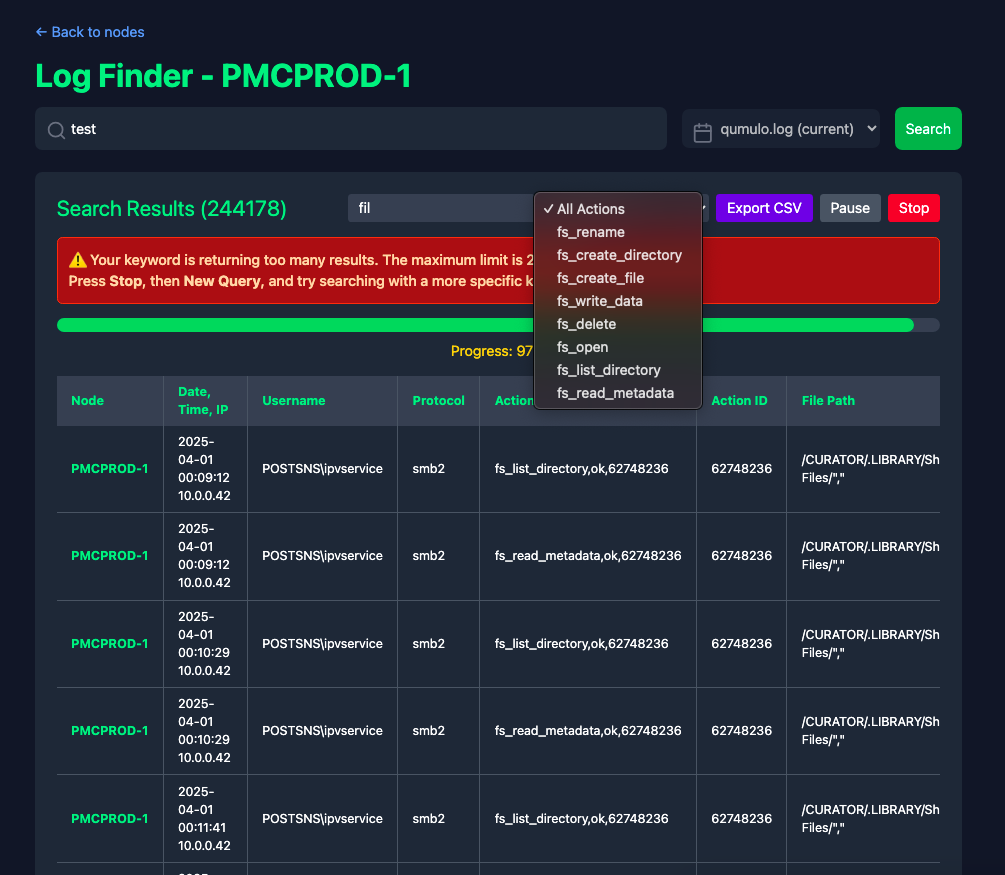 ← Back to nodes
Log Finder - PMCPROD-1
test
qumulo.log (current)
Search
Search Results (244178)
fil
✓ All Actions
fs_rename
fs_create_directory
fs_create_file
fs_write_data
fs_delete
fs_open
fs_list_directory
fs_read_metadata
Export CSV
Pause
Stop
⚠ Your keyword is returning too many results. The maximum limit is 2
Press Stop, then New Query, and try searching with a more specific k
Progress: 97
Node
Date,
Time, IP
Username
Protocol
Action
Action ID
File Path
PMCPROD-1
2025-
04-01
00:09:12
10.0.0.42
POSTSNS\ipvservice
smb2
fs_list_directory,ok,62748236
62748236
/CURATOR/.LIBRARY/Sh
Files/","
PMCPROD-1
2025-
04-01
00:09:12
10.0.0.42
POSTSNS\ipvservice
smb2
fs_read_metadata,ok,62748236
62748236
/CURATOR/.LIBRARY/Sh
Files/","
PMCPROD-1
2025-
04-01
00:10:29
10.0.0.42
POSTSNS\ipvservice
smb2
fs_list_directory,ok,62748236
62748236
/CURATOR/.LIBRARY/Sh
Files/","
PMCPROD-1
2025-
04-01
00:10:29
10.0.0.42
POSTSNS\ipvservice
smb2
fs_read_metadata,ok,62748236
62748236
/CURATOR/.LIBRARY/Sh
Files/","
PMCPROD-1
2025-
04-01
00:11:41
10.0.0.42
POSTSNS\ipvservice
smb2
fs_list_directory,ok,62748236
62748236
/CURATOR/.LIBRARY/Sh
Files/","